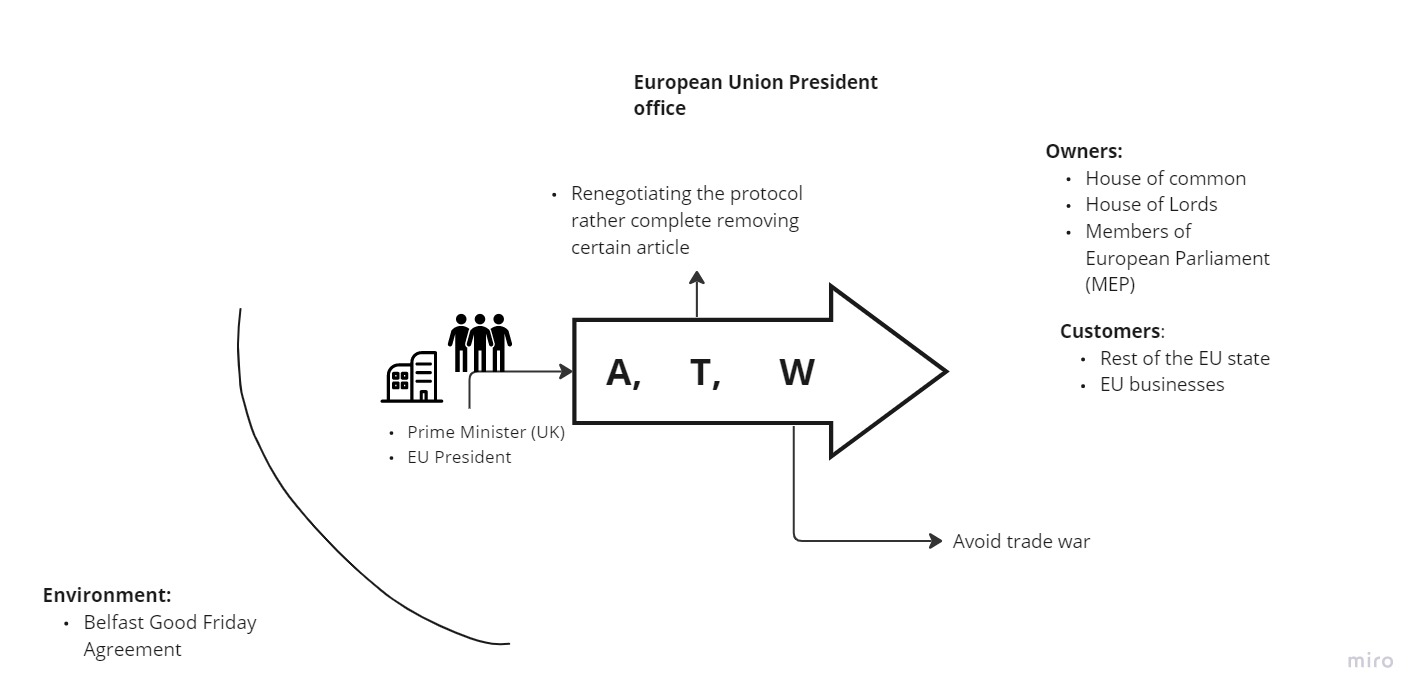 European Union President
office
Owners:
• House of common
• House of Lords
• Members of
European Parliament
(MEP)
• Renegotiating the protocol
rather complete removing
certain article
Customers:
• Rest of the EU state
• EU businesses
A, T, W
• Prime Minister (UK)
• EU President
Avoid trade war
Environment:
• Belfast Good Friday
Agreement
miro